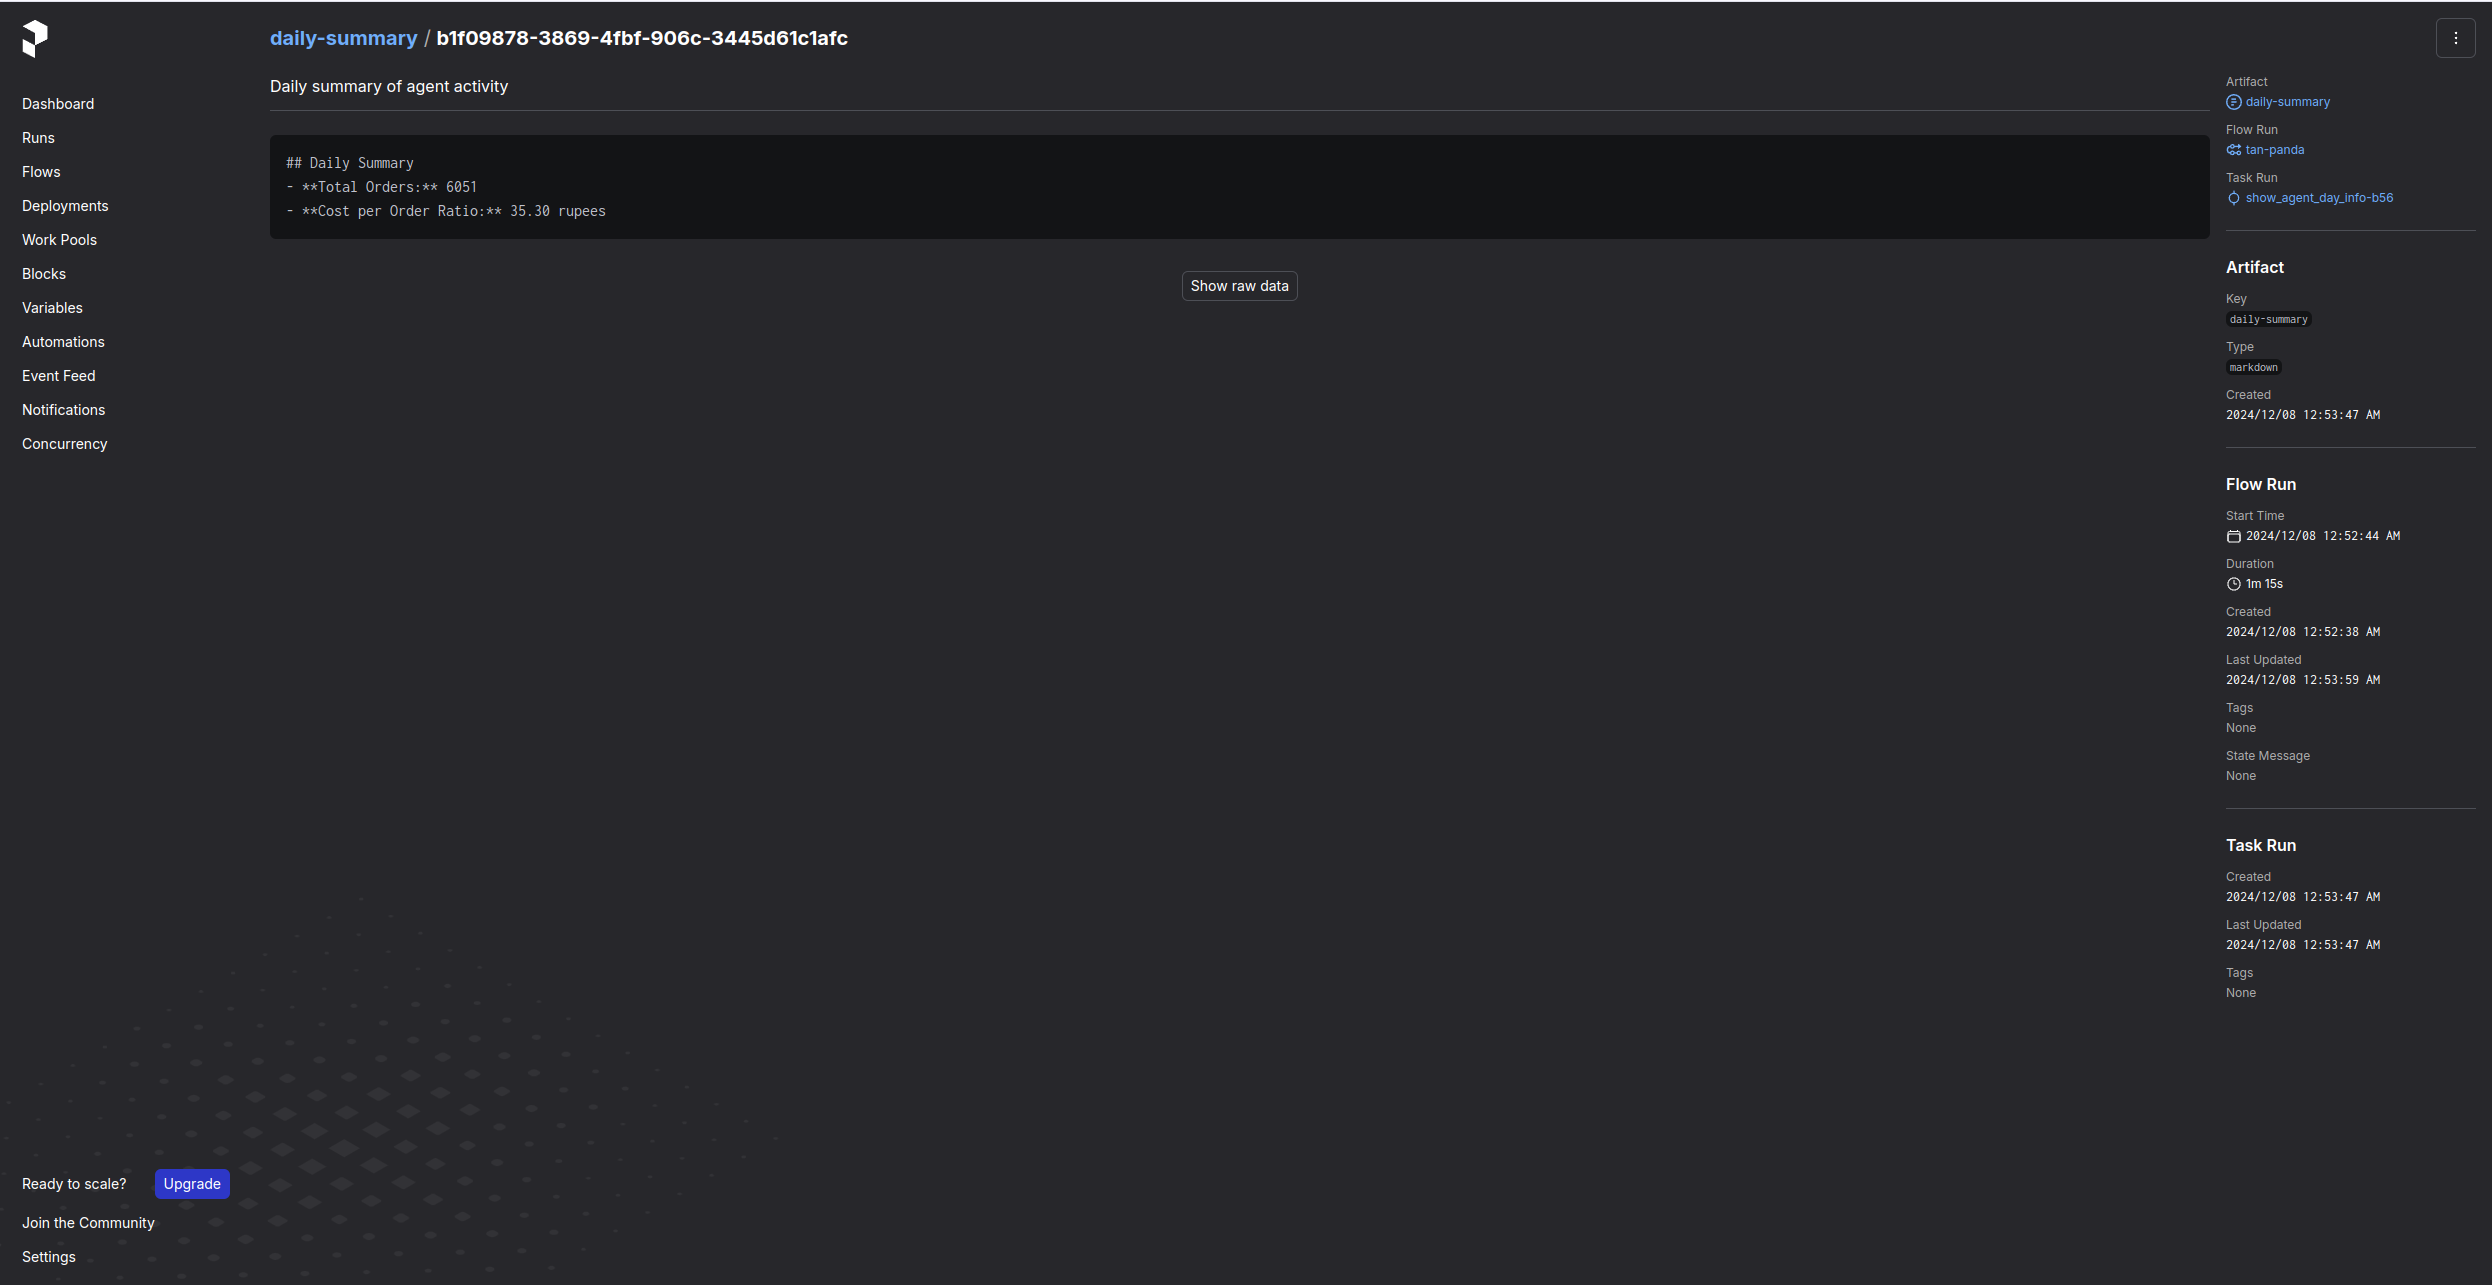 daily-summary / b1f09878-3869-4fbf-906c-3445d61c1afc
Dashboard
Runs
Flows
Deployments
Work Pools
Blocks
Variables
Automations
Event Feed
Notifications
Concurrency
Ready to scale? Upgrade
Join the Community
Settings
Daily summary of agent activity
## Daily Summary
- **Total Orders:** 6051
- **Cost per Order Ratio:** 35.30 rupees
Show raw data
Artifact
daily-summary
Flow Run
tan-panda
Task Run
show_agent_day_info-b56
Artifact
Key
daily-summary
Type
markdown
Created
2024/12/08 12:53:47 AM
Flow Run
Start Time
2024/12/08 12:52:44 AM
Duration
1m 15s
Created
2024/12/08 12:52:38 AM
Last Updated
2024/12/08 12:53:59 AM
Tags
None
State Message
None
Task Run
Created
2024/12/08 12:53:47 AM
Last Updated
2024/12/08 12:53:47 AM
Tags
None